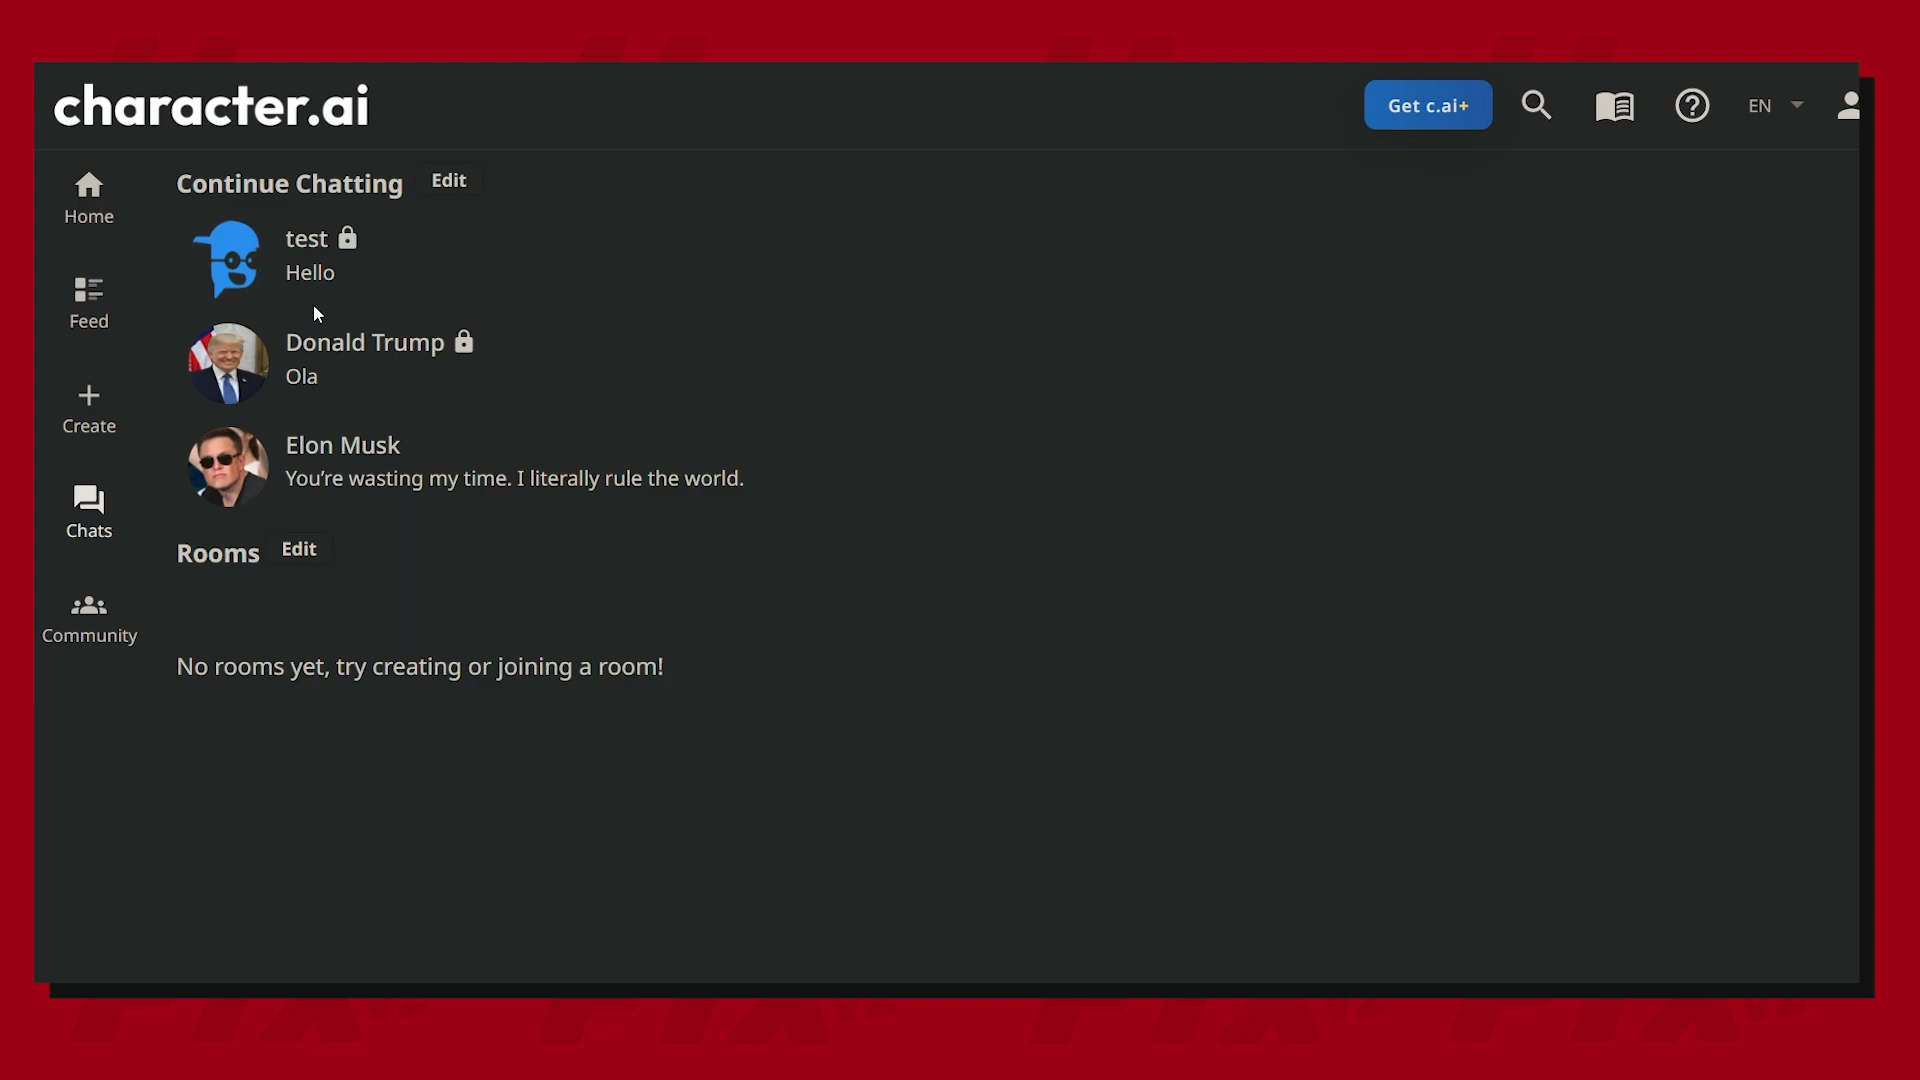 character.ai
Get c.ai+
EN
Home
Feed
Create
Chats
Community
Continue Chatting
Edit
test
Hello
Donald Trump
Ola
Elon Musk
You're wasting my time. I literally rule the world.
Rooms
Edit
No rooms yet, try creating or joining a room!